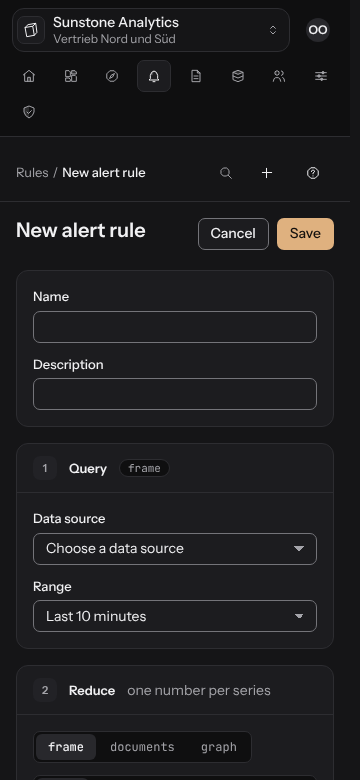 Sunstone Analytics
Vertrieb Nord und Süd
OO
Rules / New alert rule
New alert rule
Cancel
Save
Name
Description
1 Query frame
Data source
Choose a data source
Range
Last 10 minutes
2 Reduce one number per series
frame documents graph